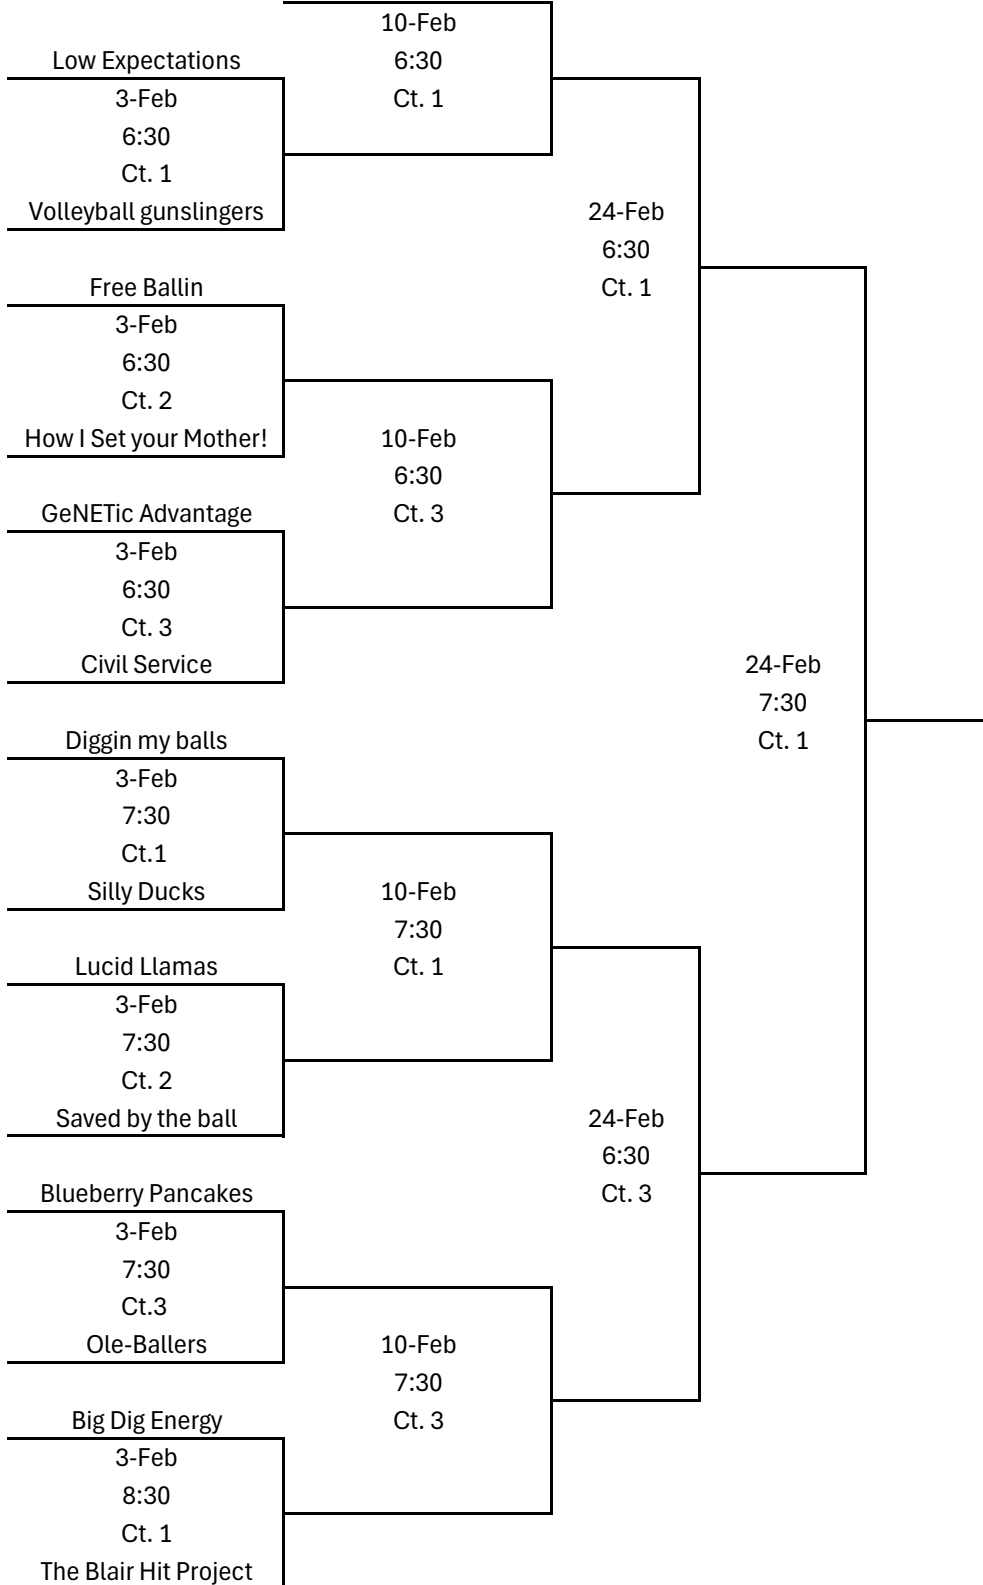 10-Feb
6:30
Ct. 1
Low Expectations
3-Feb
6:30
Ct. 1
Volleyball gunslingers
24-Feb
6:30
Ct. 1
Free Ballin
3-Feb
6:30
Ct. 2
How I Set your Mother!
10-Feb
6:30
Ct. 3
GeNETic Advantage
3-Feb
6:30
Ct. 3
Civil Service
24-Feb
7:30
Ct. 1
Diggin my balls
3-Feb
7:30
Ct.1
Silly Ducks
10-Feb
7:30
Ct. 1
Lucid Llamas
3-Feb
7:30
Ct. 2
Saved by the ball
24-Feb
6:30
Ct. 3
Blueberry Pancakes
3-Feb
7:30
Ct.3
Ole-Ballers
10-Feb
7:30
Ct. 3
Big Dig Energy
3-Feb
8:30
Ct. 1
The Blair Hit Project